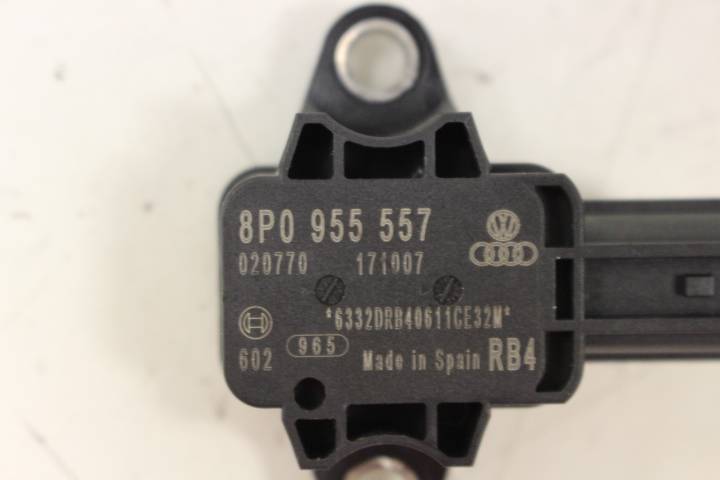 8P0 955 557
020770 171007
*6332DRB40611CE32M*
602 965 Made in Spain RB4